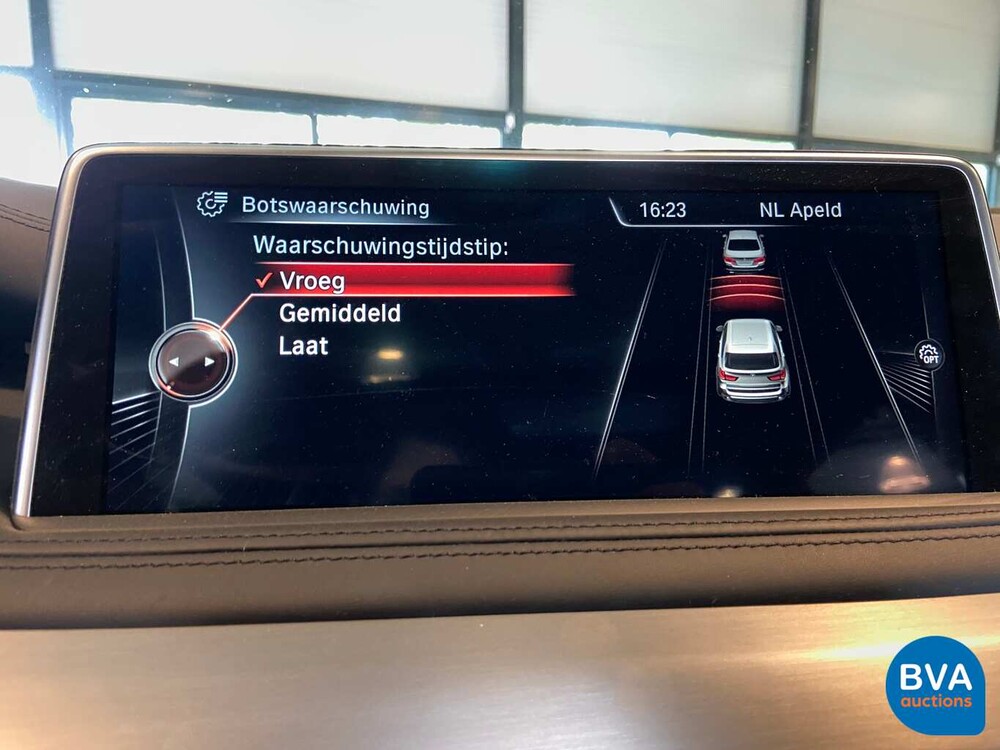 Botswaarschuwing
16:23
NL Apeld
Waarschuwingstijdstip:
Vroeg
Gemiddeld
Laat
OPT
BVA
auctions